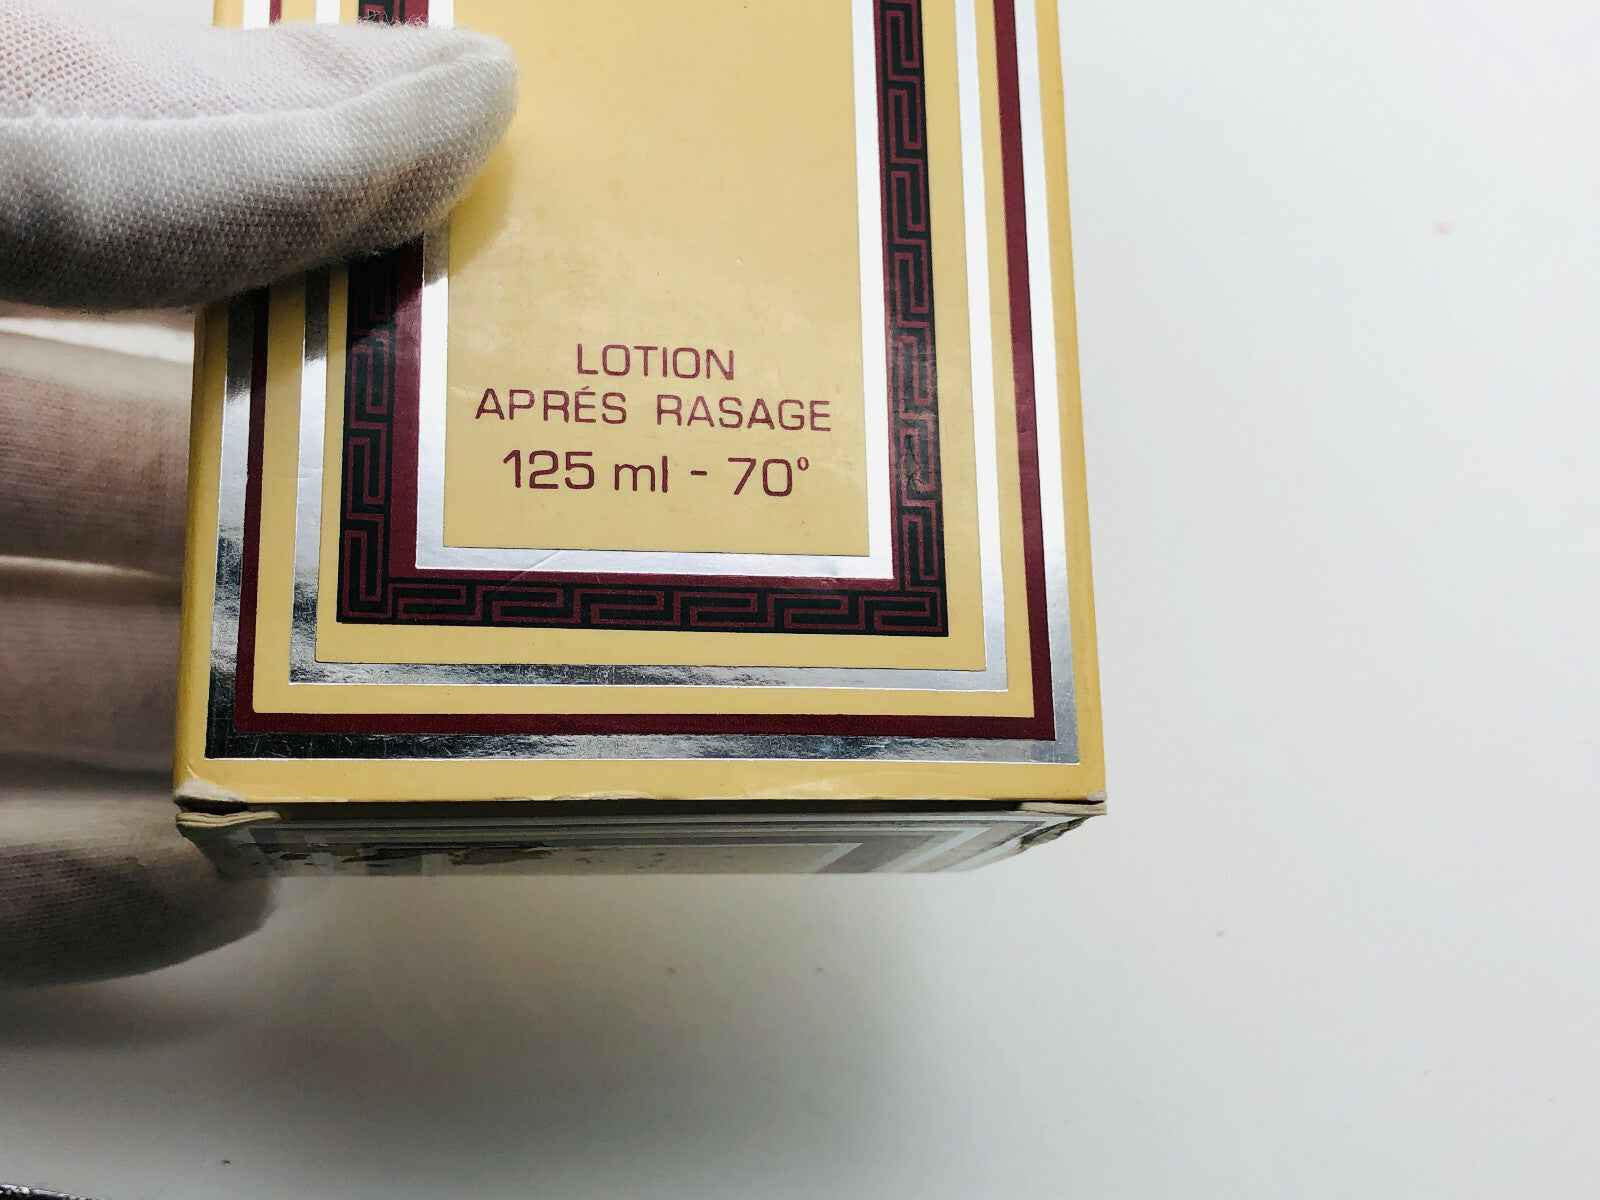 LOTION
APRÉS RASAGE
125 ml - 70°